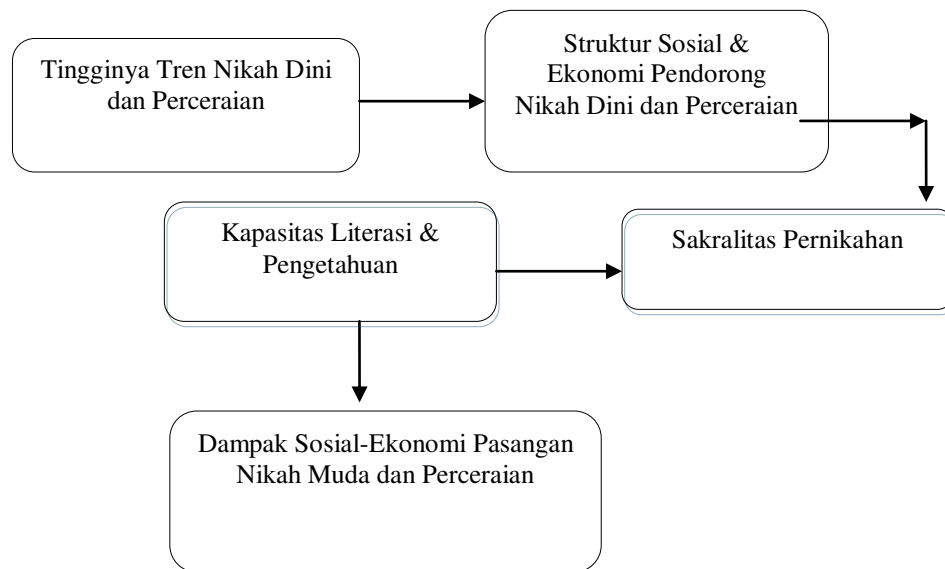 Tingginya Tren Nikah Dini
dan Perceraian
Struktur Sosial &
Ekonomi Pendorong
Nikah Dini dan Perceraian
Kapasitas Literasi &
Pengetahuan
Sakralitas Pernikahan
Dampak Sosial-Ekonomi Pasangan
Nikah Muda dan Perceraian